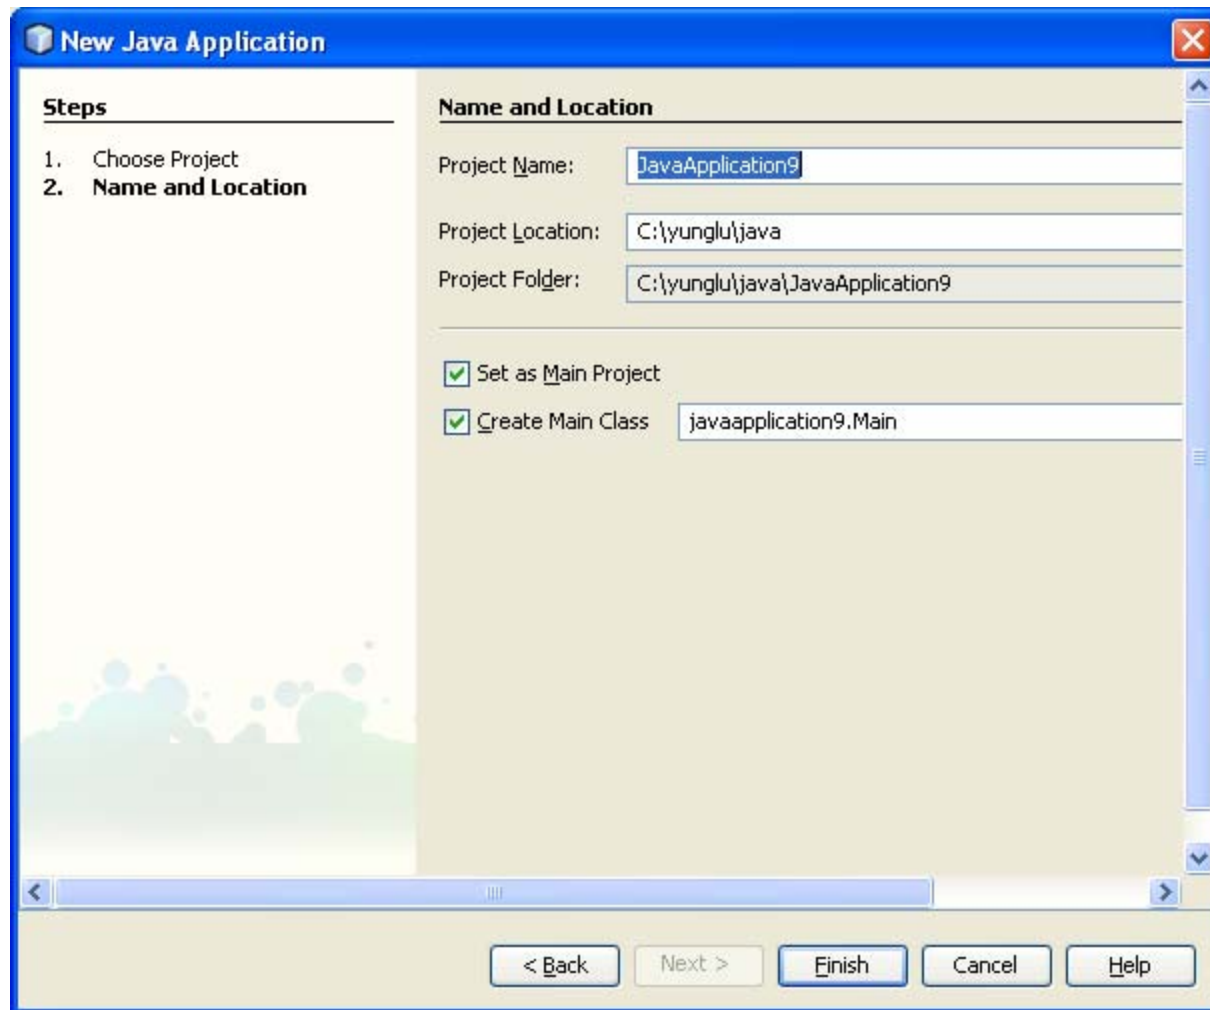 New Java Application
Steps
1. Choose Project
2. Name and Location
Name and Location
Project Name: JavaApplication9
Project Location: C:\yunglu\java
Project Folder: C:\yunglu\java\JavaApplication9
Set as Main Project
Create Main Class javaapplication9.Main
< Back Next > Finish Cancel Help